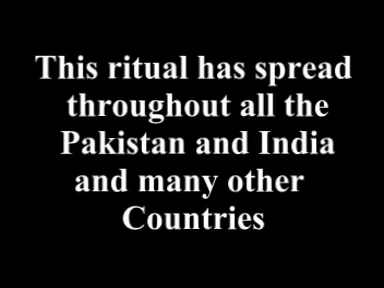 This ritual has spread
throughout all the
Pakistan and India
and many other
Countries